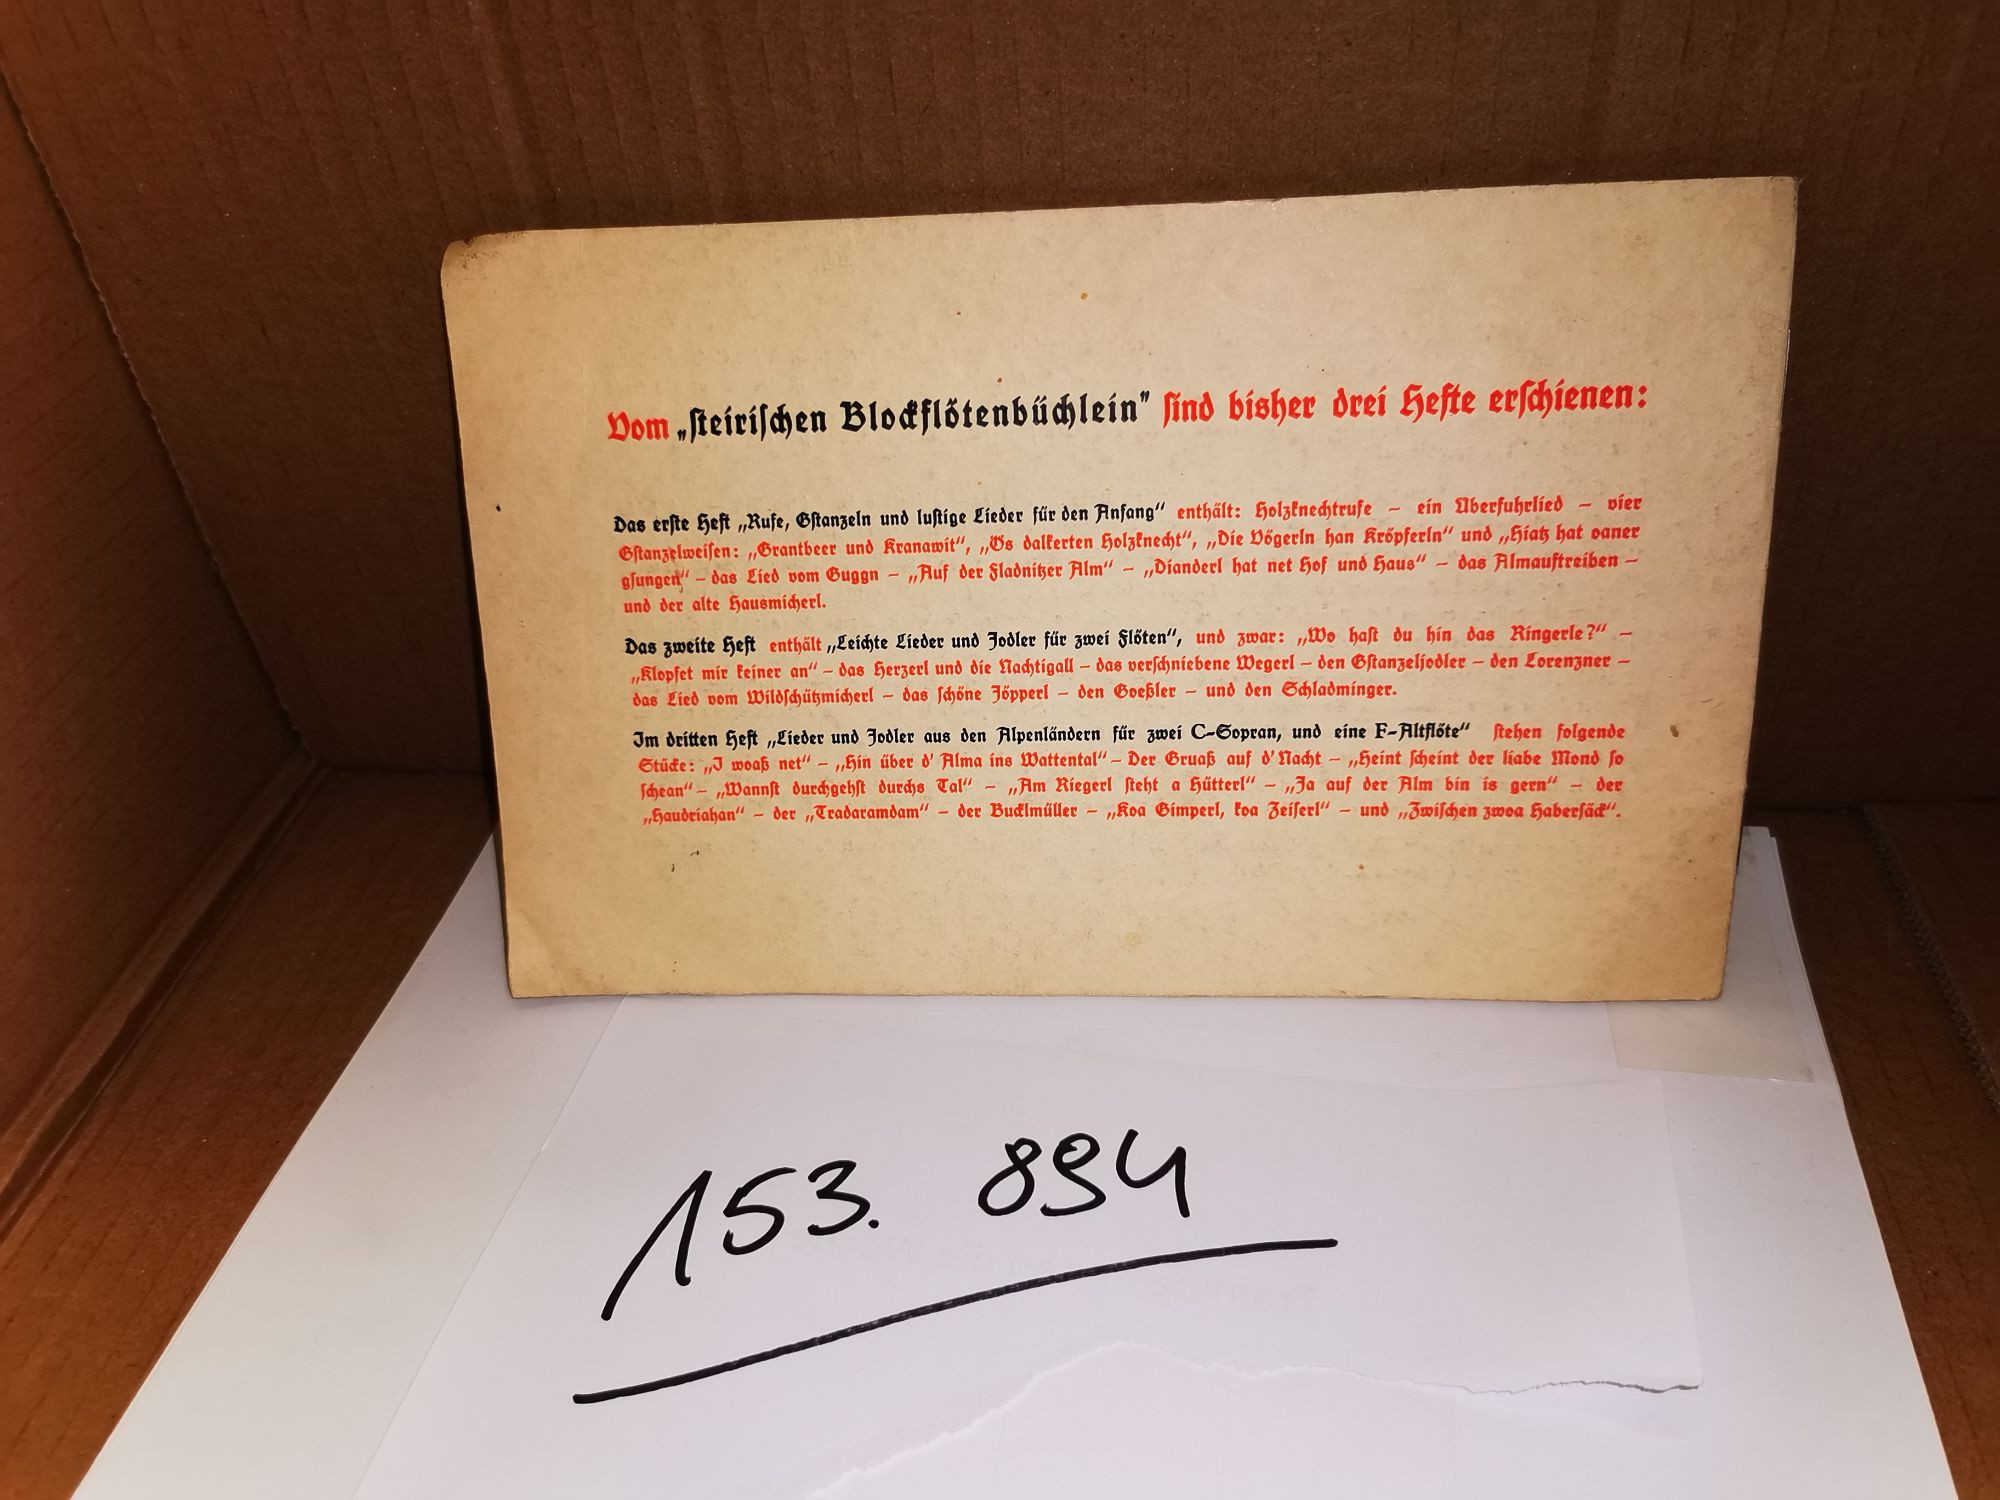 Vom „steirischen Blockflötenbüchlein" sind bisher drei Hefte erschienen:
Das erste Heft „Rufe, Gstanzeln und lustige Lieder für den Anfang“ enthält: Holzknechtrufe – ein Überfuhrlied – vier
Gstanzelweisen: „Grantbeer und Kranawit“, „Ös dalkerten Holzknecht“, „Die Vögerln han Kröpferln“ und „Hiatz hat oaner
gsungen“ – das Lied vom Guggn – „Auf der Fladnitzer Alm“ – „Dianderl hat net Hof und Haus“ – das Almauftreiben –
und der alte Hausmicherl.
Das zweite Heft enthält „Leichte Lieder und Jodler für zwei Flöten“, und zwar: „Wo hast du hin das Ringerle?“ –
„Klopfet mir keiner an“ – das Herzerl und die Nachtigall – das verschniebene Wegerl – den Gstanzeljodler – den Lorenzner –
das Lied vom Wildschützmicherl – das schöne Jöpperl – den Goeßler – und den Schladminger.
Im dritten Heft „Lieder und Jodler aus den Alpenländern für zwei C-Sopran, und eine F-Altflöte“ stehen folgende
Stücke: „I woaß net“ – „Hin über d' Alma ins Wattental“ – Der Gruaß auf d'Nacht – „Heint scheint der liabe Mond so
schean“ – „Wannst durchgehst durchs Tal“ – „Am Riegerl steht a Hütterl“ – „Ja auf der Alm bin is gern“ – der
„Haudriahan“ – der „Tradaramdam“ – der Bucklmüller – „Koa Gimperl, koa Zeiserl“ – und „Zwischen zwoa Habersäck“.
153. 894